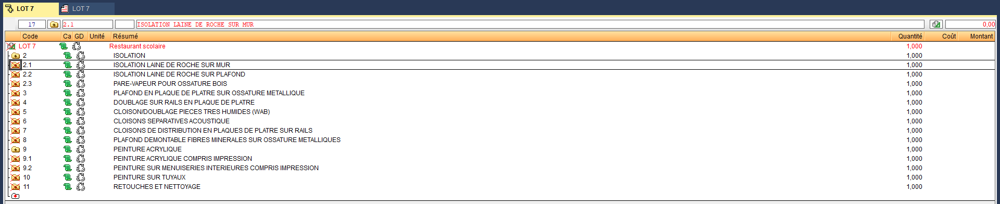 LOT 7 LOT 7
17 2.1 ISOLATION LAINE DE ROCHE SUR MUR 0,00
Code Ca GD Unité Résumé Quantité Coût Montant
LOT 7 Restaurant scolaire 1,000
2 ISOLATION 1,000
2.1 ISOLATION LAINE DE ROCHE SUR MUR 1,000
2.2 ISOLATION LAINE DE ROCHE SUR PLAFOND 1,000
2.3 PARE-VAPEUR POUR OSSATURE BOIS 1,000
3 PLAFOND EN PLAQUE DE PLATRE SUR OSSATURE METALLIQUE 1,000
4 DOUBLAGE SUR RAILS EN PLAQUE DE PLATRE 1,000
5 CLOISON/DOUBLAGE PIECES TRES HUMIDES (WAB) 1,000
6 CLOISONS SEPARATIVES ACOUSTIQUE 1,000
7 CLOISONS DE DISTRIBUTION EN PLAQUES DE PLATRE SUR RAILS 1,000
8 PLAFOND DEMONTABLE FIBRES MINERALES SUR OSSATURE METALLIQUES 1,000
9 PEINTURE ACRYLIQUE 1,000
9.1 PEINTURE ACRYLIQUE COMPRIS IMPRESSION 1,000
9.2 PEINTURE SUR MENUISERIES INTERIEURES COMPRIS IMPRESSION 1,000
10 PEINTURE SUR TUYAUX 1,000
11 RETOUCHES ET NETTOYAGE 1,000